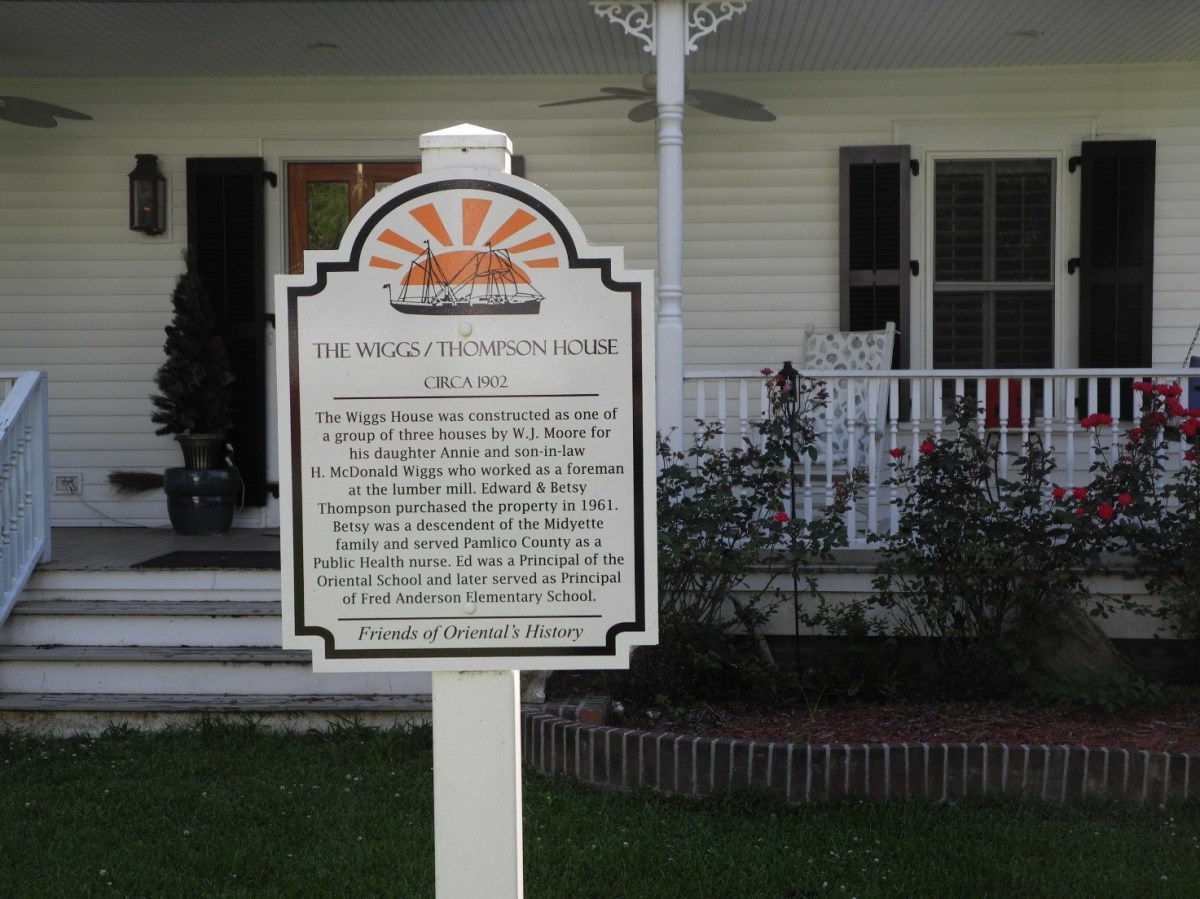 THE WIGGS / THOMPSON HOUSE
CIRCA 1902
The Wiggs House was constructed as one of
a group of three houses by W.J. Moore for
his daughter Annie and son-in-law
H. McDonald Wiggs who worked as a foreman
at the lumber mill. Edward & Betsy
Thompson purchased the property in 1961.
Betsy was a descendent of the Midyette
family and served Pamlico County as a
Public Health nurse. Ed was a Principal of the
Oriental School and later served as Principal
of Fred Anderson Elementary School.
Friends of Oriental's History